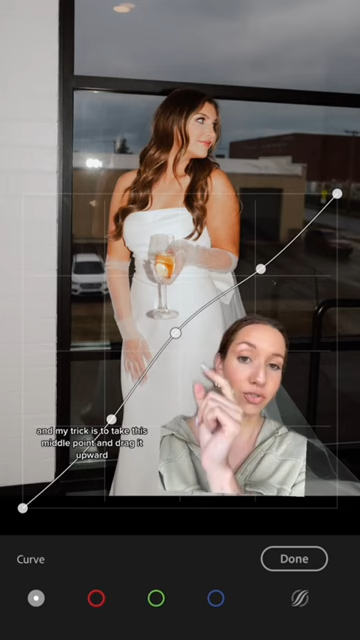 and my trick is to take this
middle point and drag it
upward
Curve
Done